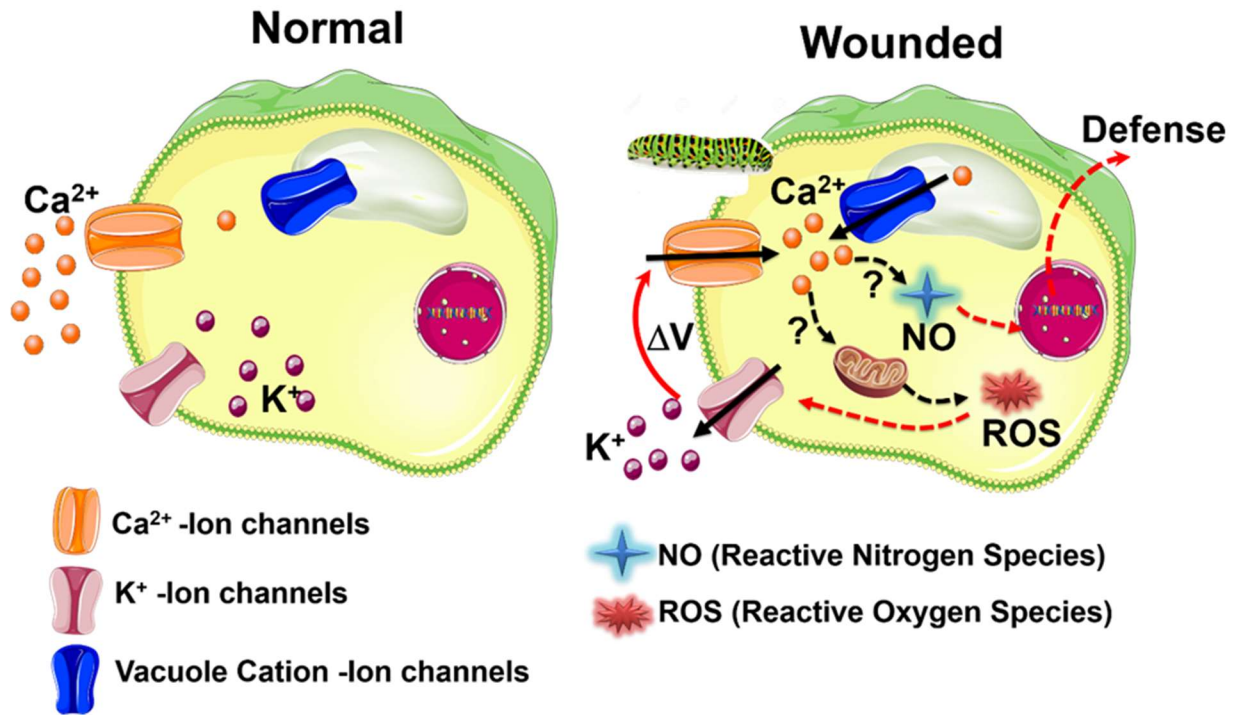 Normal
Ca²⁺
K⁺
Wounded
Defense
Ca²⁺
?
NO
?
ΔV
ROS
K⁺
Ca²⁺ -Ion channels
K⁺ -Ion channels
Vacuole Cation -Ion channels
NO (Reactive Nitrogen Species)
ROS (Reactive Oxygen Species)